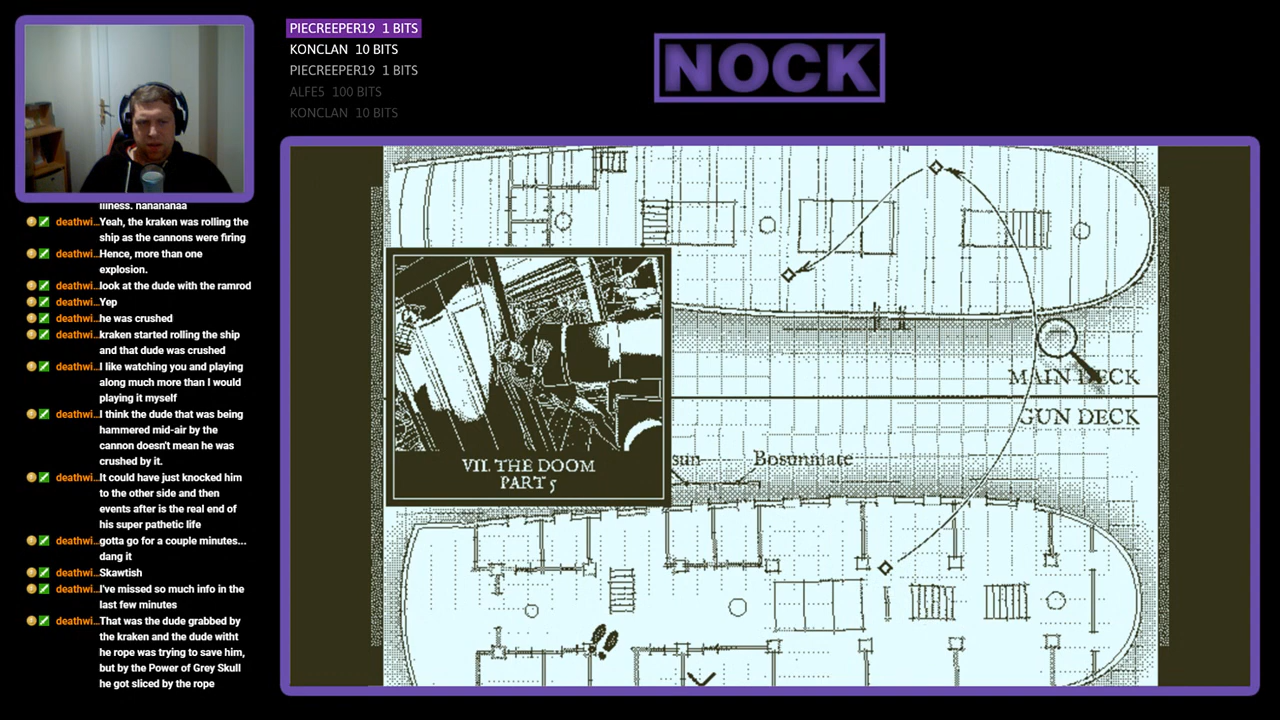 PIECREEPER19 1 BITS
KONCLAN 10 BITS
PIECREEPER19 1 BITS
ALFES 100 BITS
KONCLAN 10 BITS
NOCK
illness. hahahahaa
deathwi... Yeah, the kraken was rolling the
ship as the cannons were firing
deathwi... Hence, more than one
explosion.
deathwi... look at the dude with the ramrod
deathwi... Yep
deathwi... he was crushed
deathwi... kraken started rolling the ship
and that dude was crushed
deathwi... I like watching you and playing
along much more than I would
playing it myself
deathwi... I think the dude that was being
hammered mid-air by the
cannon doesn't mean he was
crushed by it.
deathwi... It could have just knocked him
to the other side and then
events after is the real end of
his super pathetic life
deathwi... gotta go for a couple minutes...
dang it
deathwi... Skawtish
deathwi... I've missed so much info in the
last few minutes
deathwi... That was the dude grabbed by
the kraken and the dude witht
he rope was trying to save him,
but by the Power of Grey Skull
he got sliced by the rope
MAIN DECK
GUN DECK
sun Bosunmate
VII. THE DOOM
PART 5